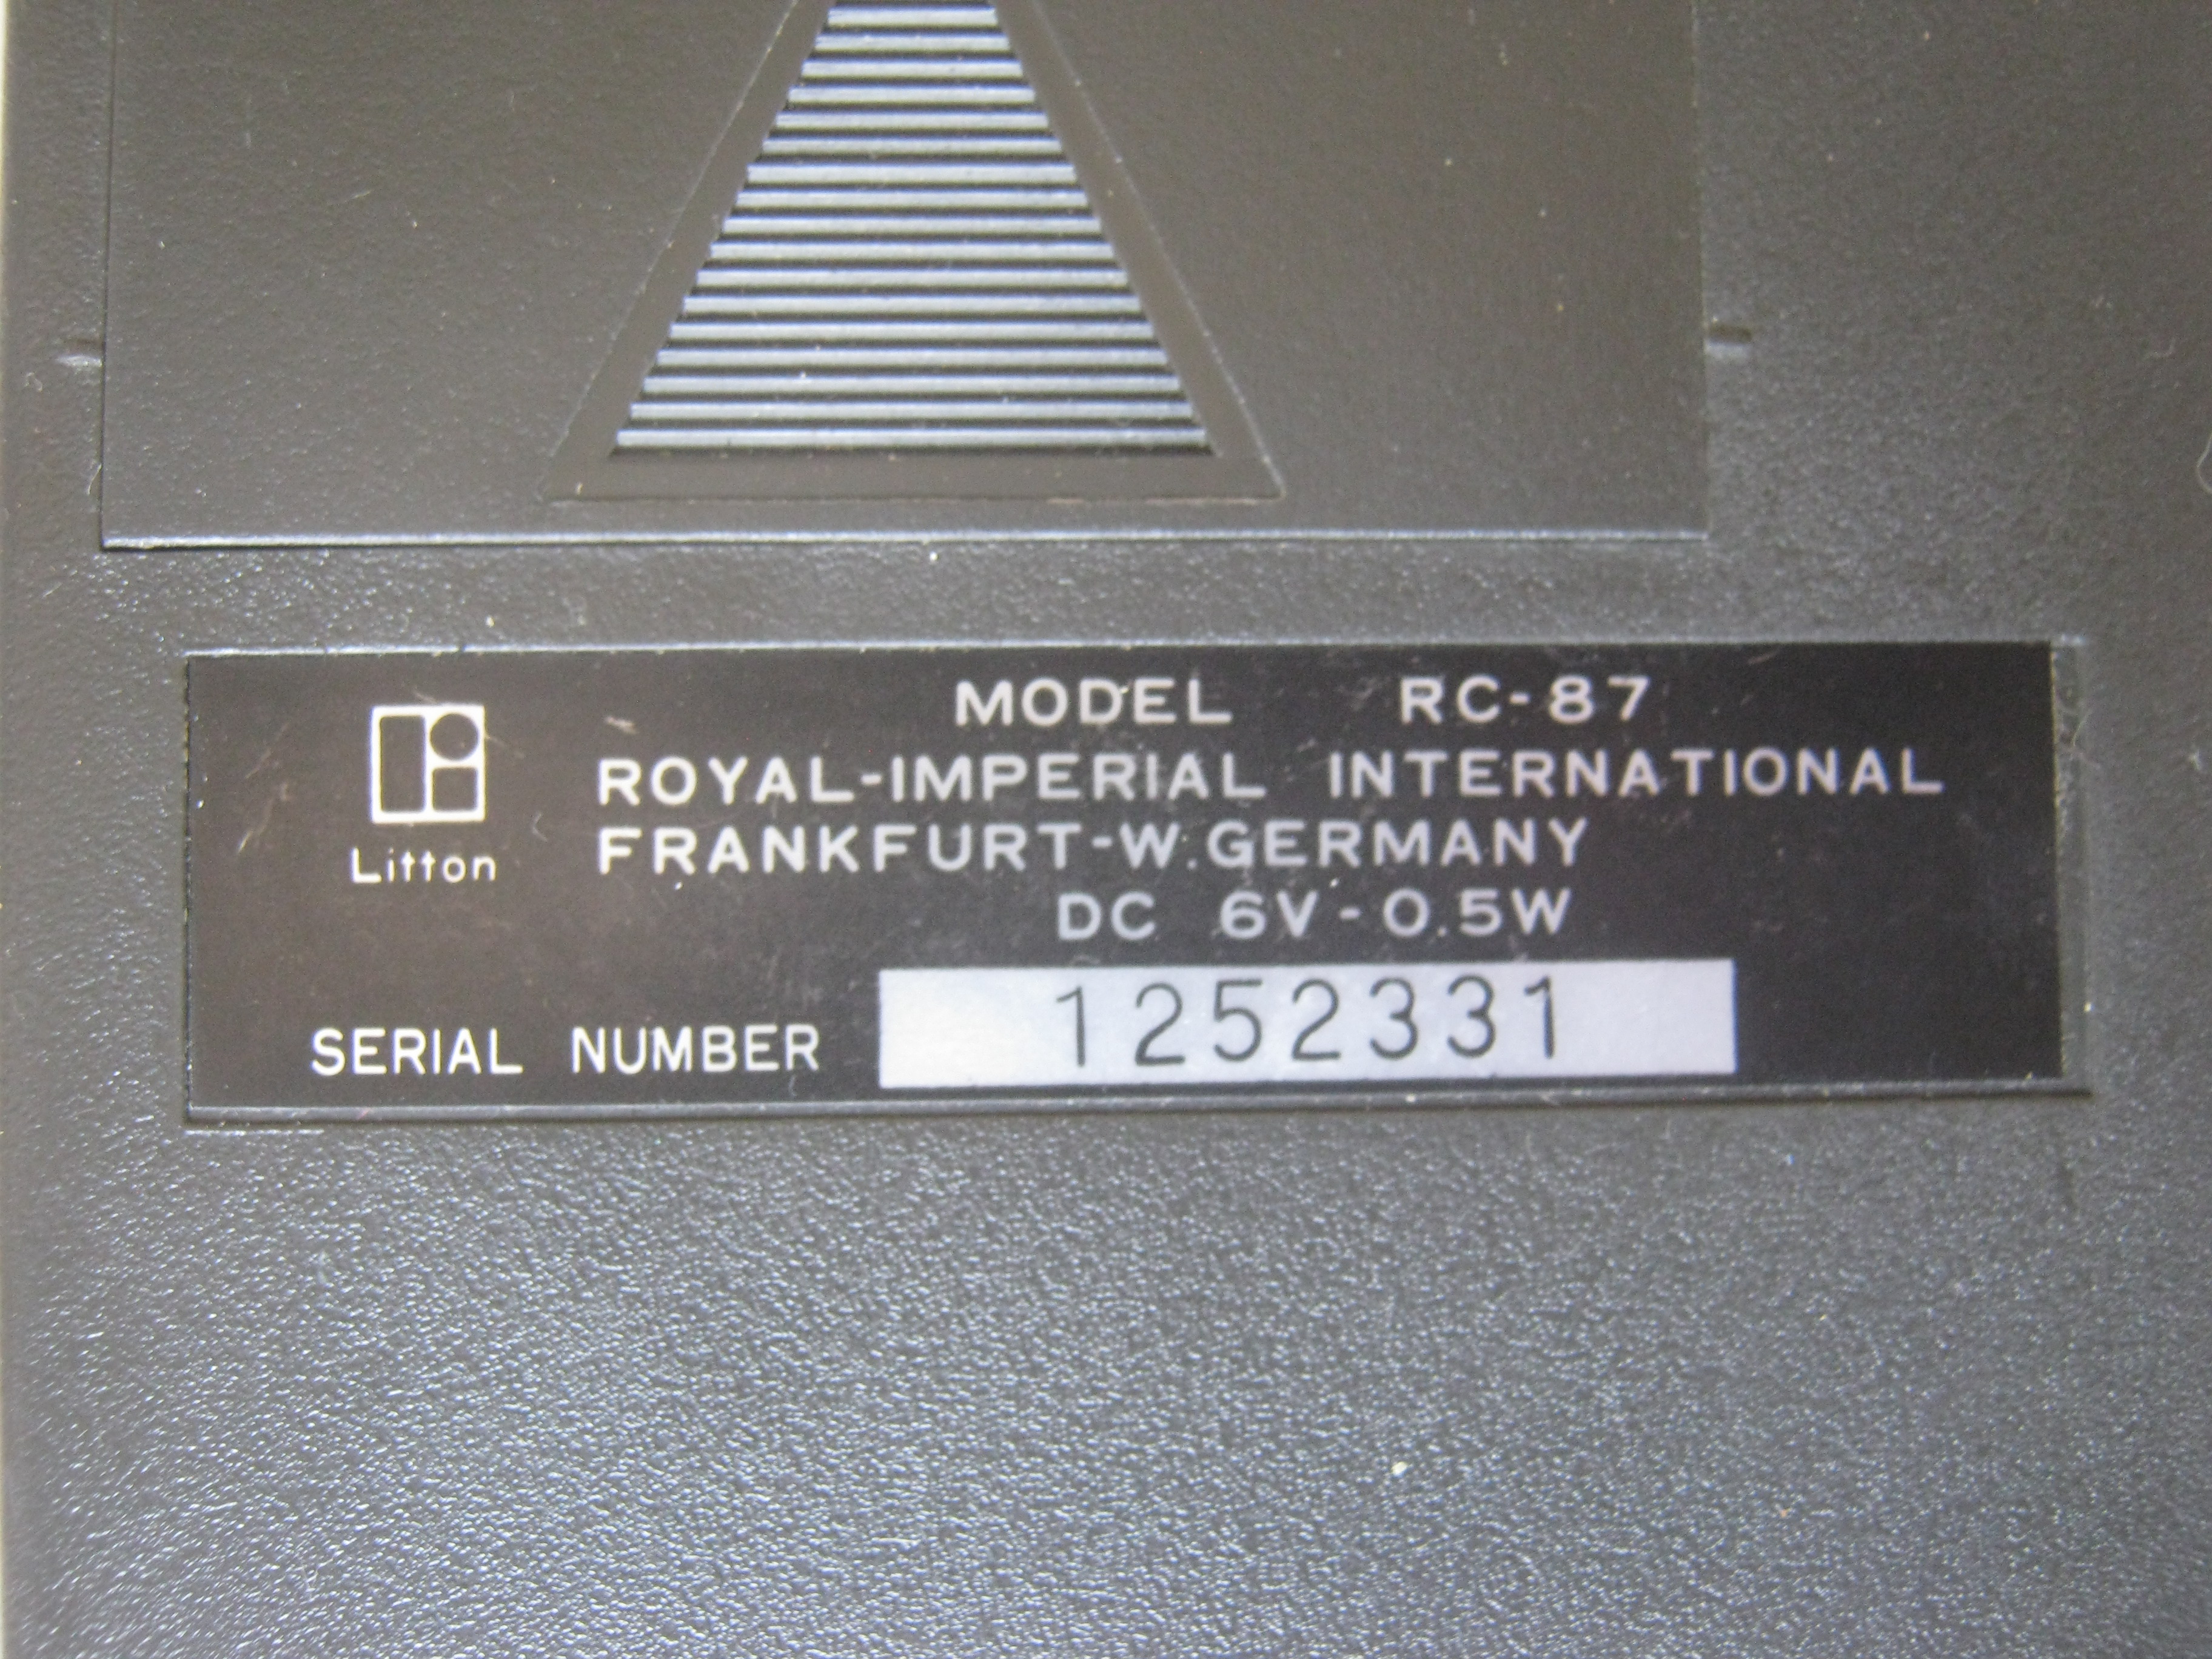 MODEL RC-87
ROYAL-IMPERIAL INTERNATIONAL
FRANKFURT-W.GERMANY
Litton
DC 6V-0.5W
SERIAL NUMBER 1252331